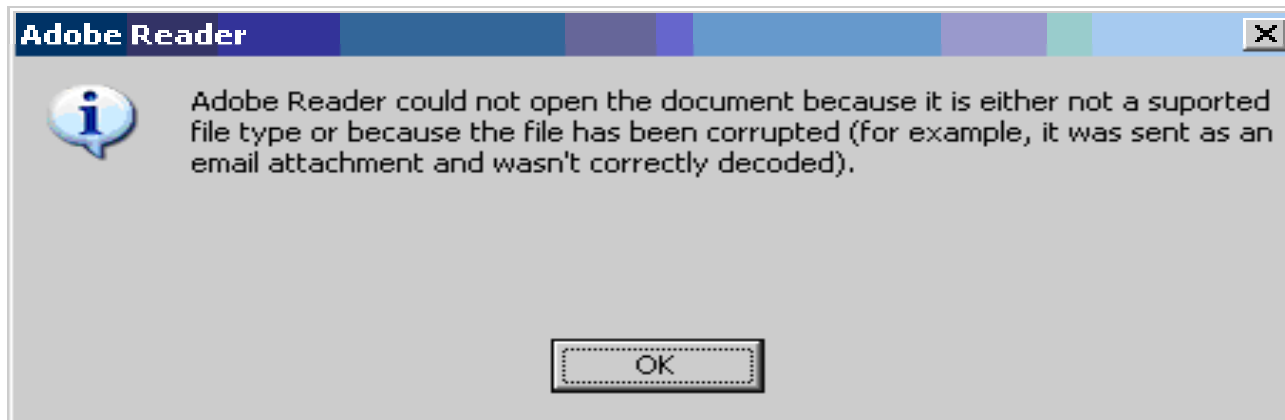 Adobe Reader
Adobe Reader could not open the document because it is either not a suported
file type or because the file has been corrupted (for example, it was sent as an
email attachment and wasn't correctly decoded).
OK